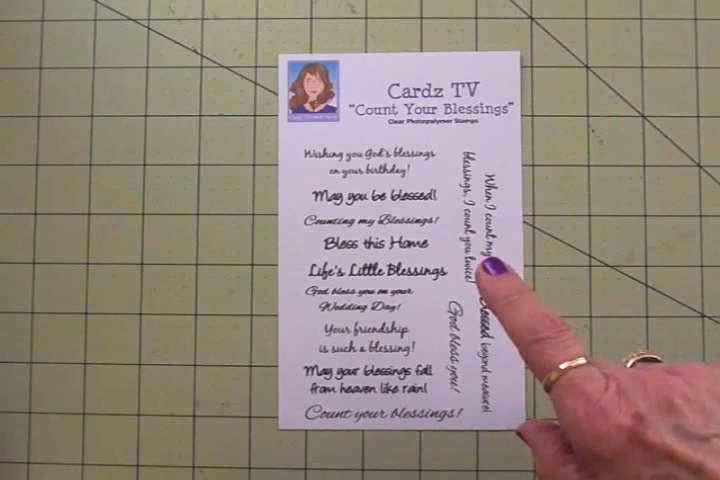 Cardz TV
"Count Your Blessings"
Clear Photopolymer Stamps
Wishing you God's blessings
on your birthday!
May you be blessed!
Counting my Blessings!
Bless this Home
Life's Little Blessings
God bless you on your
Wedding Day!
Your friendship
is such a blessing!
May your blessings fall
from heaven like rain!
Count your blessings!
When I count my
blessings, I count you twice!
Blessed beyond measure!
God bless you!